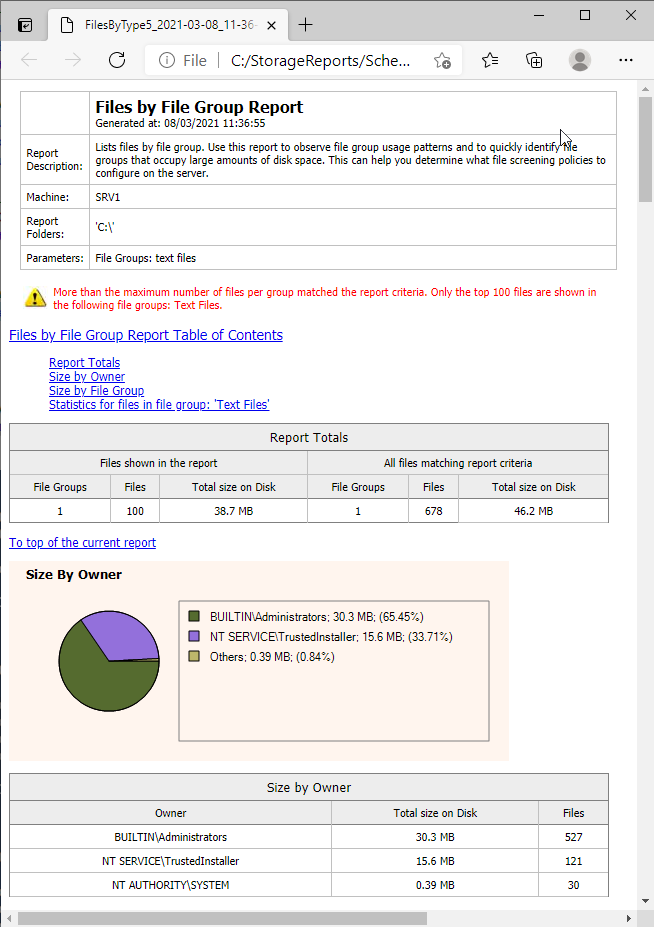 FilesByType5_2021-03-08_11-36-
File | C:/StorageReports/Sche...
Files by File Group Report
Generated at: 08/03/2021 11:36:55
Report
Description:
Lists files by file group. Use this report to observe file group usage patterns and to quickly identify file
groups that occupy large amounts of disk space. This can help you determine what file screening policies to
configure on the server.
Machine: SRV1
Report
Folders:
'C:\'
Parameters: File Groups: text files
More than the maximum number of files per group matched the report criteria. Only the top 100 files are shown in
the following file groups: Text Files.
Files by File Group Report Table of Contents
Report Totals
Size by Owner
Size by File Group
Statistics for files in file group: 'Text Files'
Report Totals
Files shown in the report All files matching report criteria
File Groups Files Total size on Disk File Groups Files Total size on Disk
1 100 38.7 MB 1 678 46.2 MB
To top of the current report
Size By Owner
BUILTIN\Administrators; 30.3 MB; (65.45%)
NT SERVICE\TrustedInstaller; 15.6 MB; (33.71%)
Others; 0.39 MB; (0.84%)
Size by Owner
Owner Total size on Disk Files
BUILTIN\Administrators 30.3 MB 527
NT SERVICE\TrustedInstaller 15.6 MB 121
NT AUTHORITY\SYSTEM 0.39 MB 30